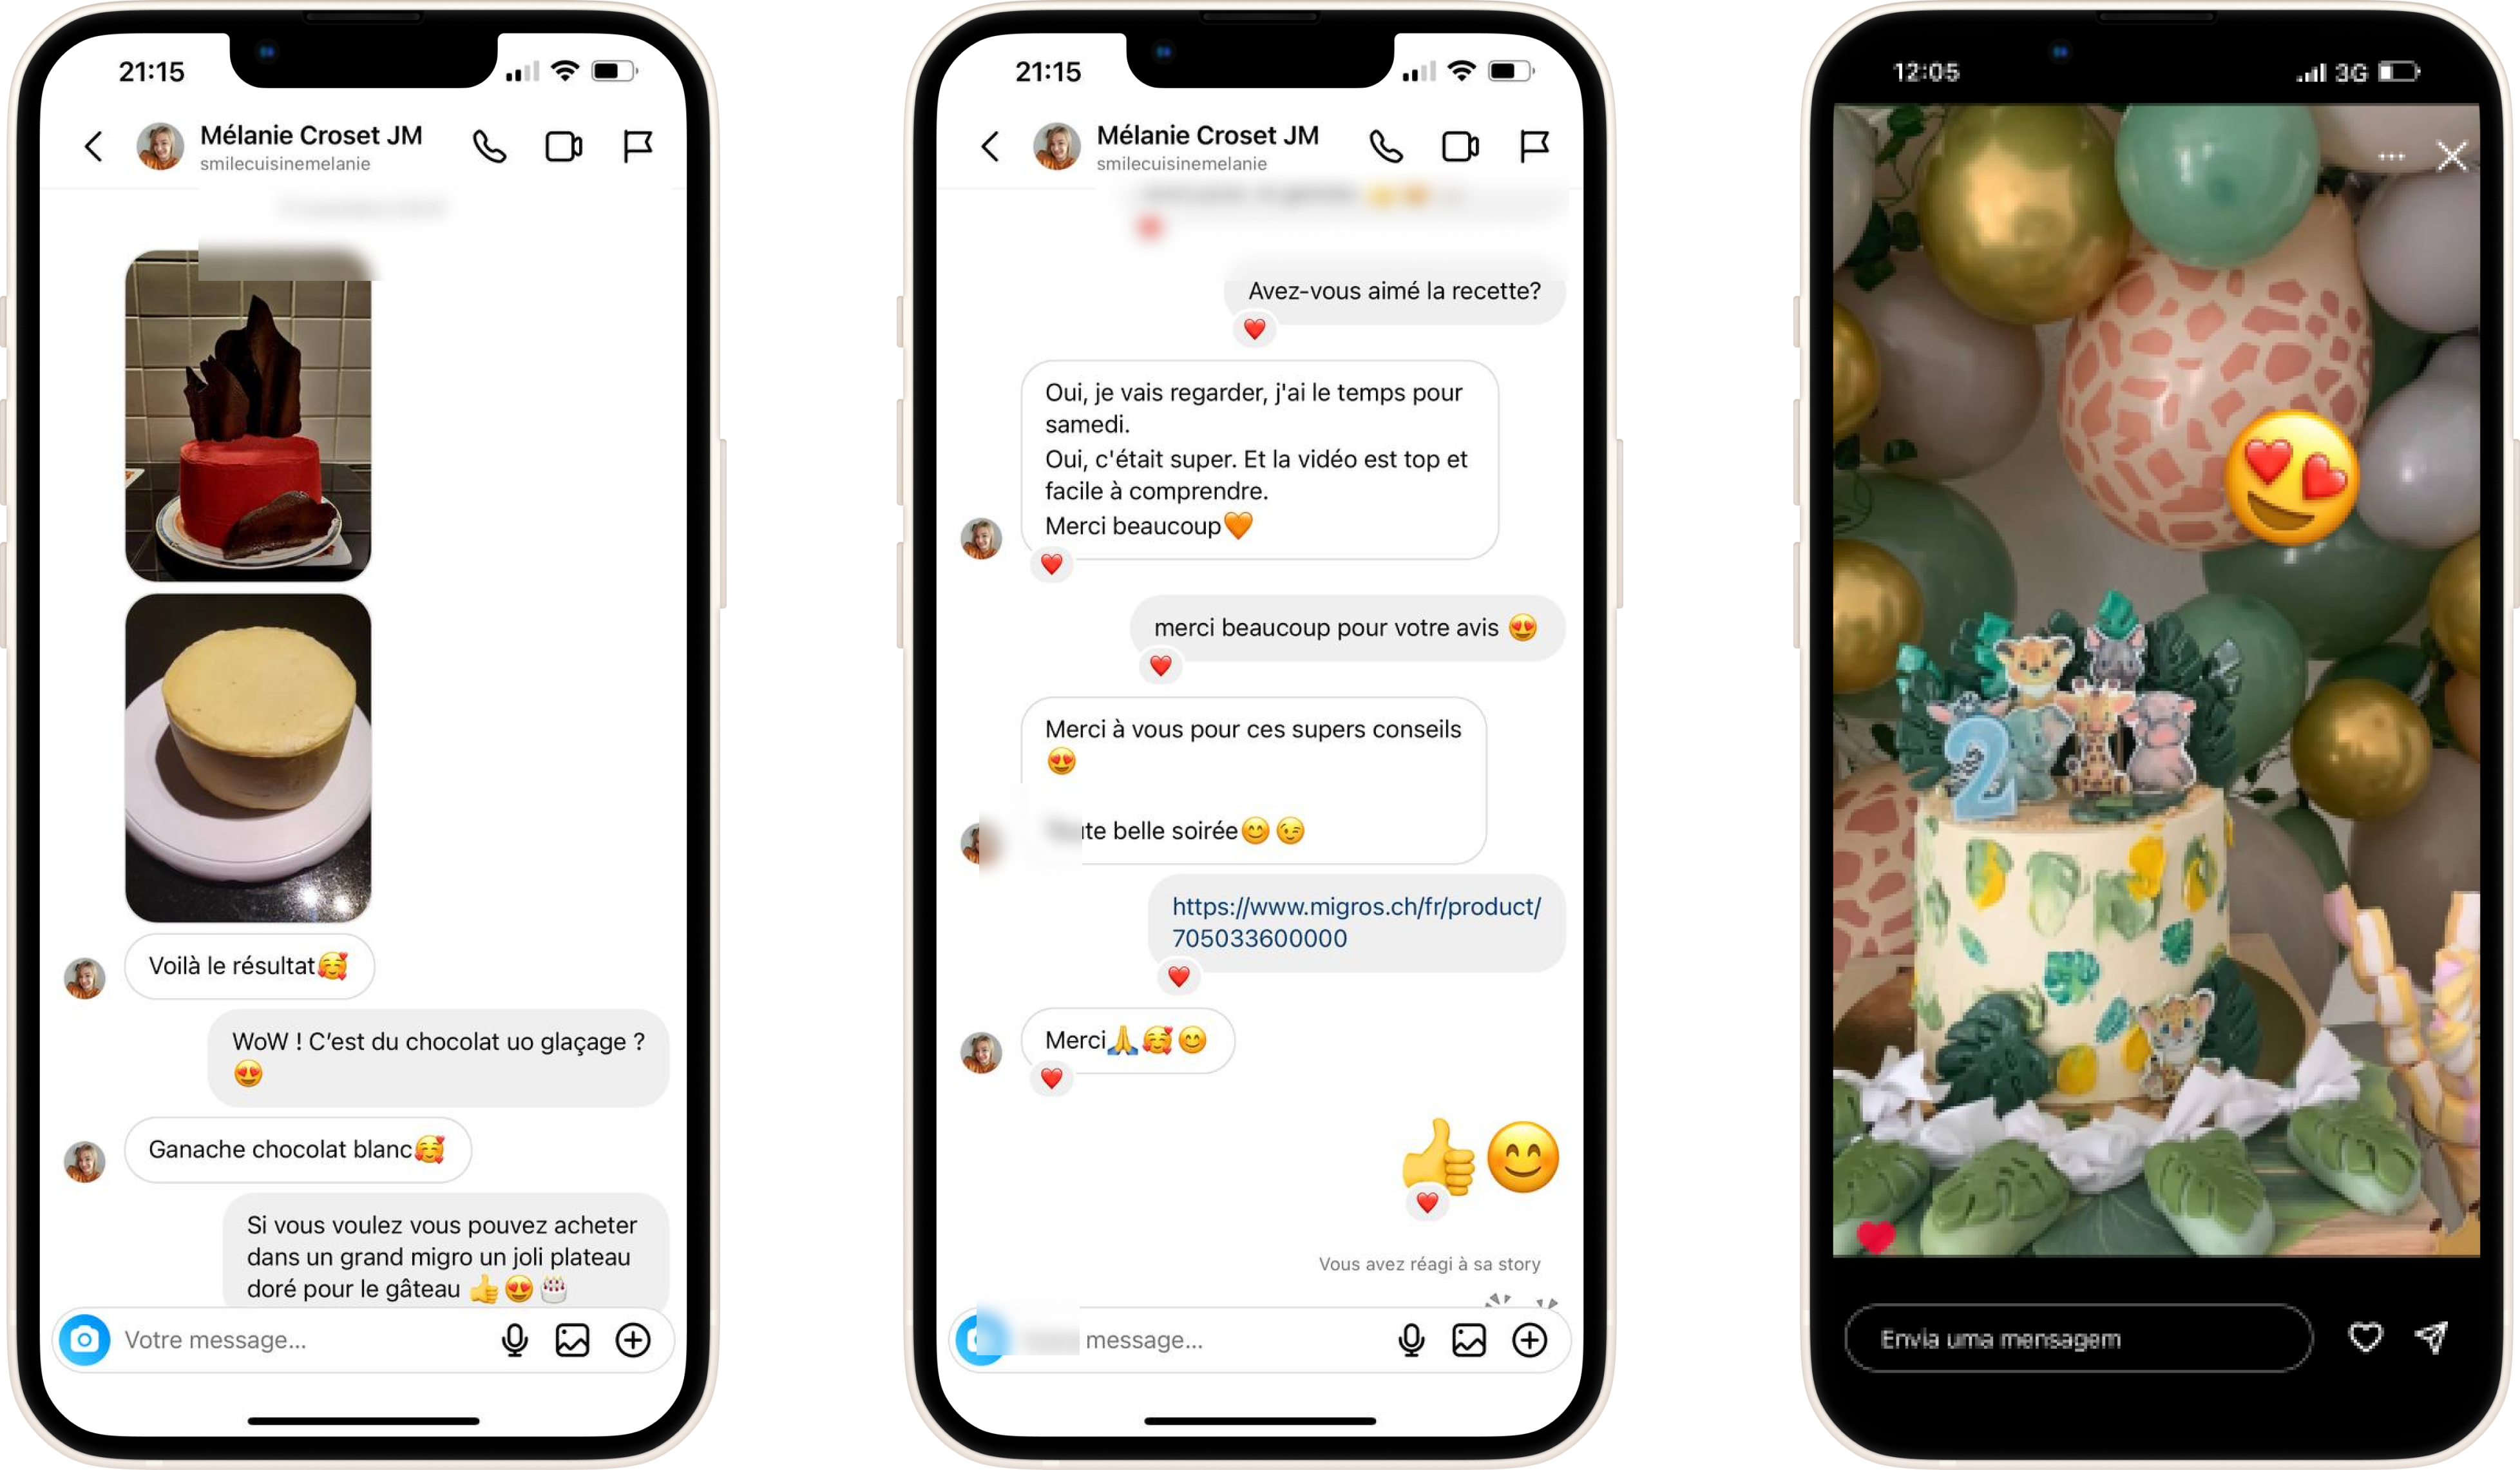 21:15
Mélanie Croset JM
smilecuisinemelanie
Voilà le résultat🥰
WoW ! C’est du chocolat uo glaçage ?
😍
Ganache chocolat blanc🥰
Si vous voulez vous pouvez acheter
dans un grand migro un joli plateau
doré pour le gâteau 👍😍🎂
Votre message...
21:15
Mélanie Croset JM
smilecuisinemelanie
Avez-vous aimé la recette?
Oui, je vais regarder, j'ai le temps pour
samedi.
Oui, c'était super. Et la vidéo est top et
facile à comprendre.
Merci beaucoup🧡
merci beaucoup pour votre avis 😍
Merci à vous pour ces supers conseils
😍
belle soirée😊😉
https://www.migros.ch/fr/product/
705033600000
Merci🙏🥰😊
👍😊
Vous avez réagi à sa story
message...
12:05
3G
2
Envia uma mensagem